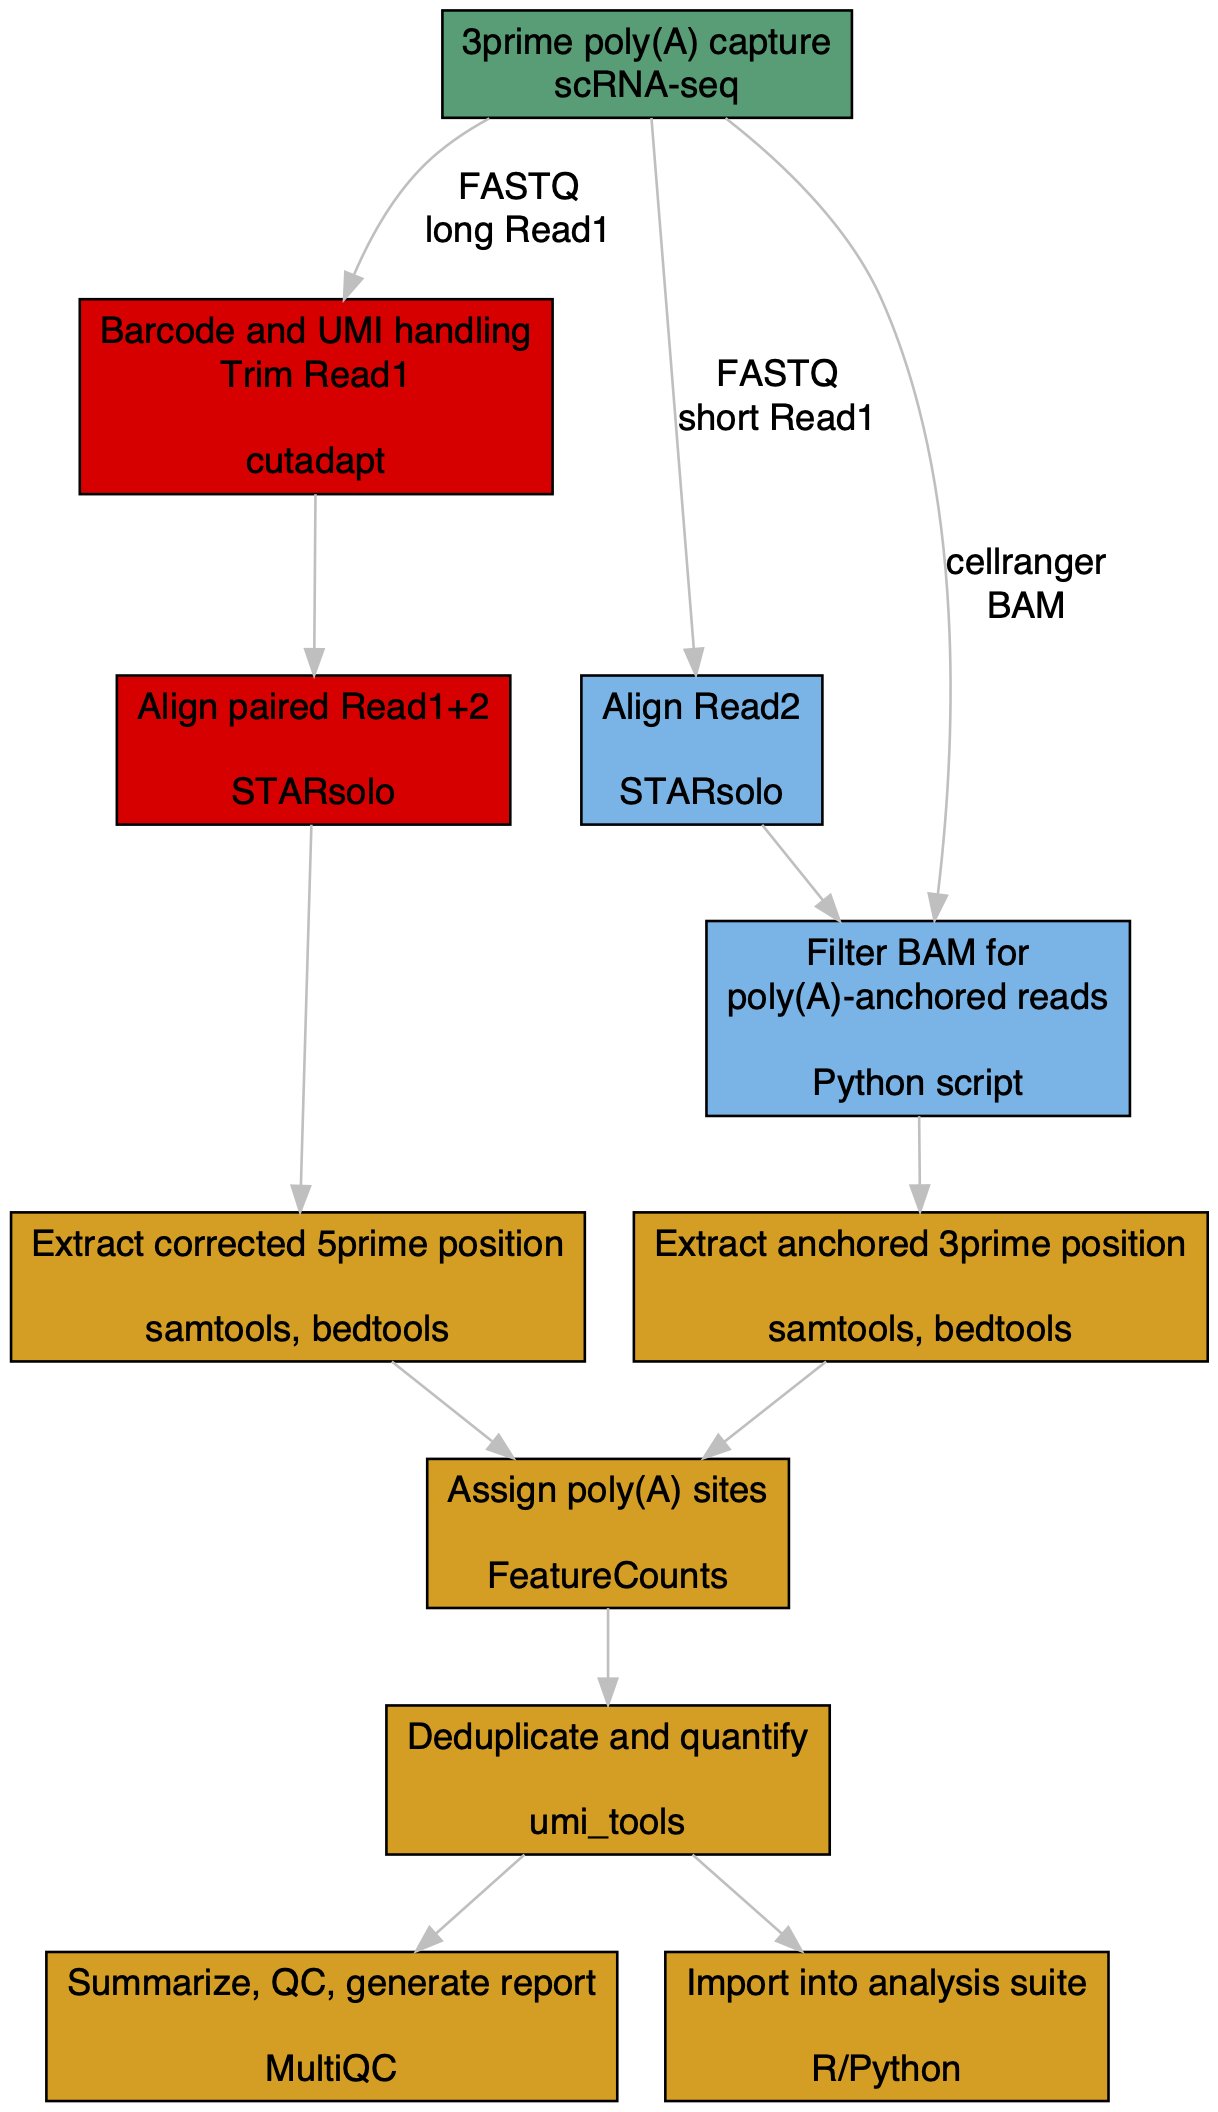 3prime poly(A) capture
scRNA-seq
FASTQ
long Read1
Barcode and UMI handling
Trim Read1
cutadapt
FASTQ
short Read1
cellranger
BAM
Align paired Read1+2
STARsolo
Align Read2
STARsolo
Filter BAM for
poly(A)-anchored reads
Python script
Extract corrected 5prime position
samtools, bedtools
Extract anchored 3prime position
samtools, bedtools
Assign poly(A) sites
FeatureCounts
Deduplicate and quantify
umi_tools
Summarize, QC, generate report
MultiQC
Import into analysis suite
R/Python